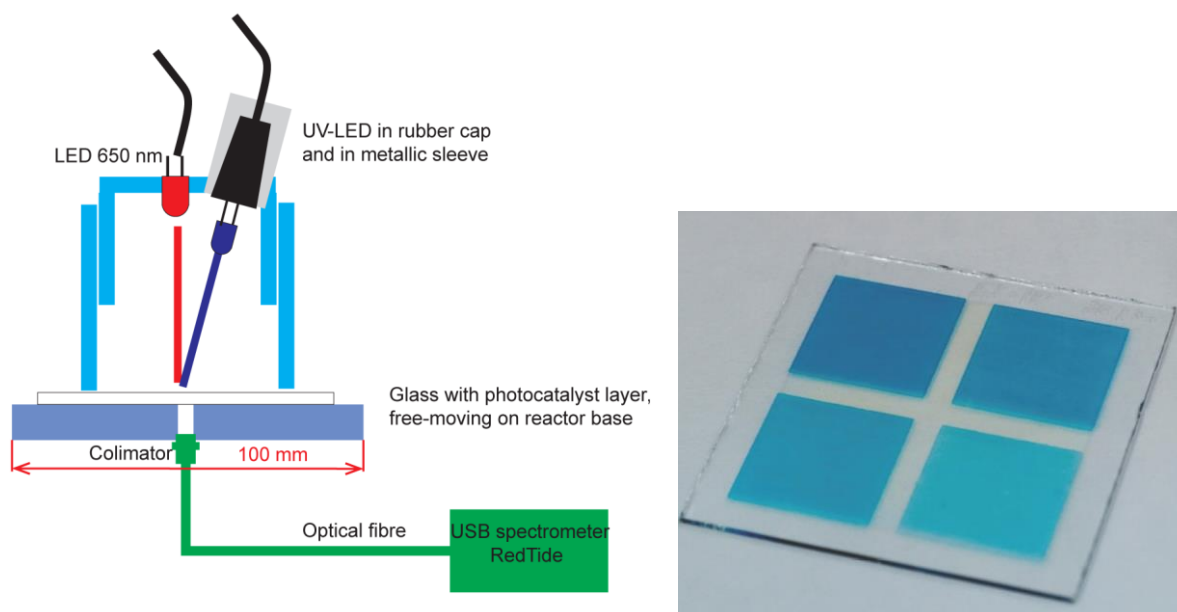 UV-LED in rubber cap
and in metallic sleeve
LED 650 nm
Glass with photocatalyst layer,
free-moving on reactor base
Colimator
100 mm
Optical fibre
USB spectrometer
RedTide